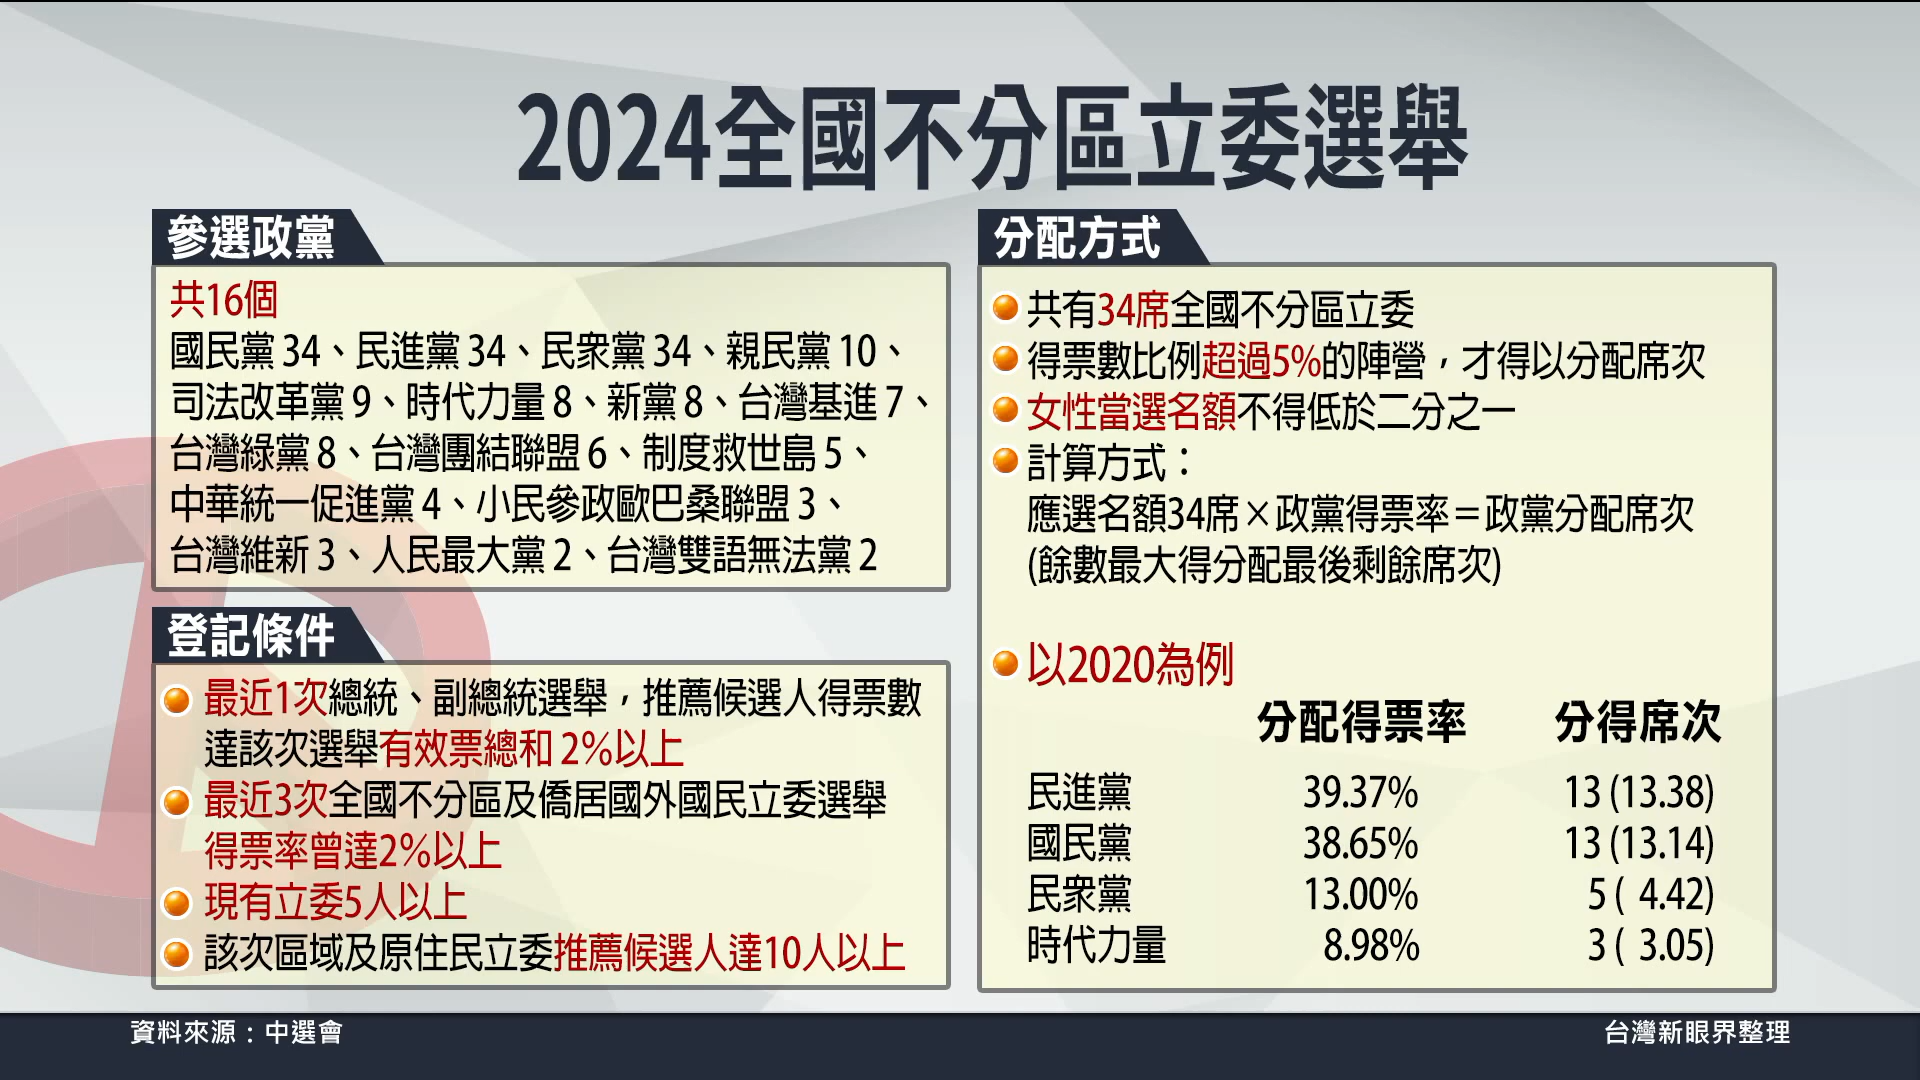 2024全國不分區立委選舉
參選政黨
共16個
國民黨 34、民進黨 34、民眾黨 34、親民黨 10、
司法改革黨 9、時代力量 8、新黨 8、台灣基進 7、
台灣綠黨 8、台灣團結聯盟 6、制度救世島 5、
中華統一促進黨 4、小民參政歐巴桑聯盟 3、
台灣維新 3、人民最大黨 2、台灣雙語無法黨 2
登記條件
最近1次總統、副總統選舉，推薦候選人得票數
達該次選舉有效票總和 2%以上
最近3次全國不分區及僑居國外國民立委選舉
得票率曾達2%以上
現有立委5人以上
該次區域及原住民立委推薦候選人達10人以上
分配方式
共有34席全國不分區立委
得票數比例超過5%的陣營，才得以分配席次
女性當選名額不得低於二分之一
計算方式：
應選名額34席×政黨得票率＝政黨分配席次
(餘數最大得分配最後剩餘席次)
以2020為例
分配得票率 分得席次
民進黨 39.37% 13 (13.38)
國民黨 38.65% 13 (13.14)
民眾黨 13.00% 5 ( 4.42)
時代力量 8.98% 3 ( 3.05)
資料來源：中選會
台灣新眼界整理